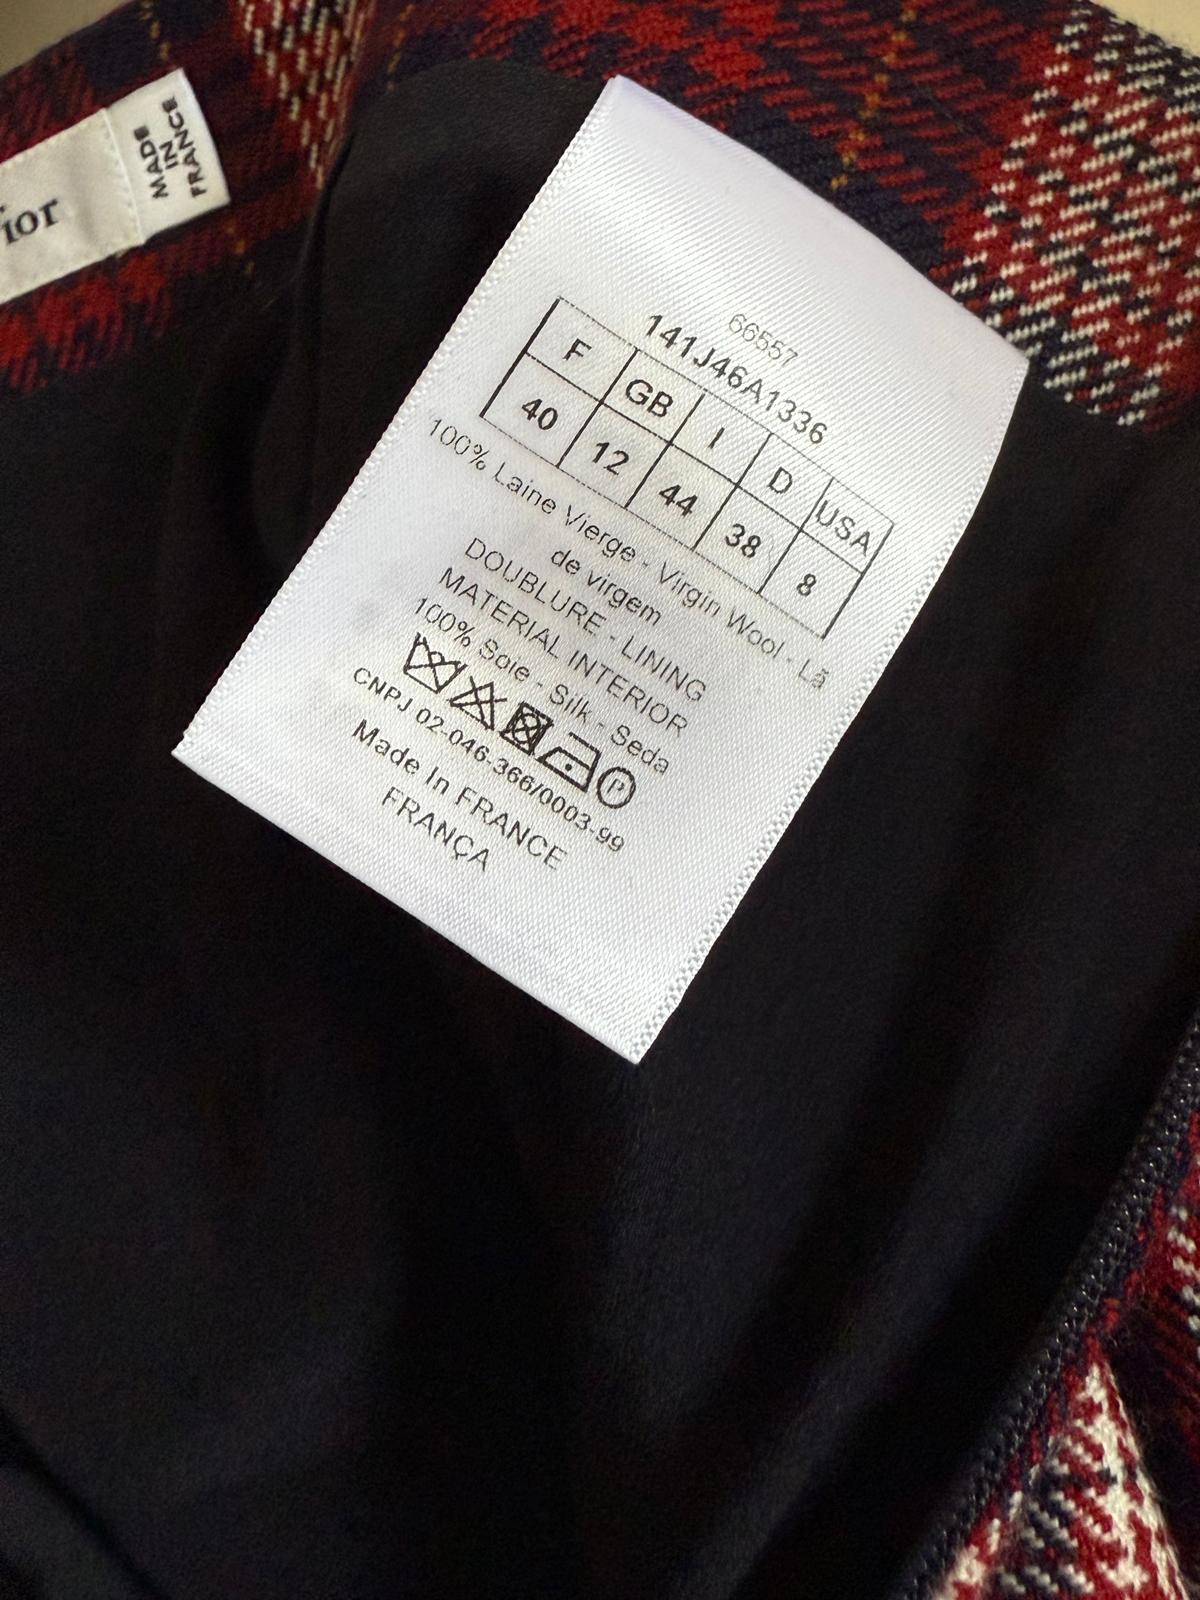 MADE
IN
FRANCE
ior
66557
141J46A1336
F GB I D USA
40 12 44 38 8
100% Laine Vierge - Virgin Wool - Lã
de virgem
DOUBLURE - LINING
MATERIAL INTERIOR
100% Soie - Silk - Seda
P
CNPJ 02-046-366/0003-99
Made In FRANCE
FRANÇA